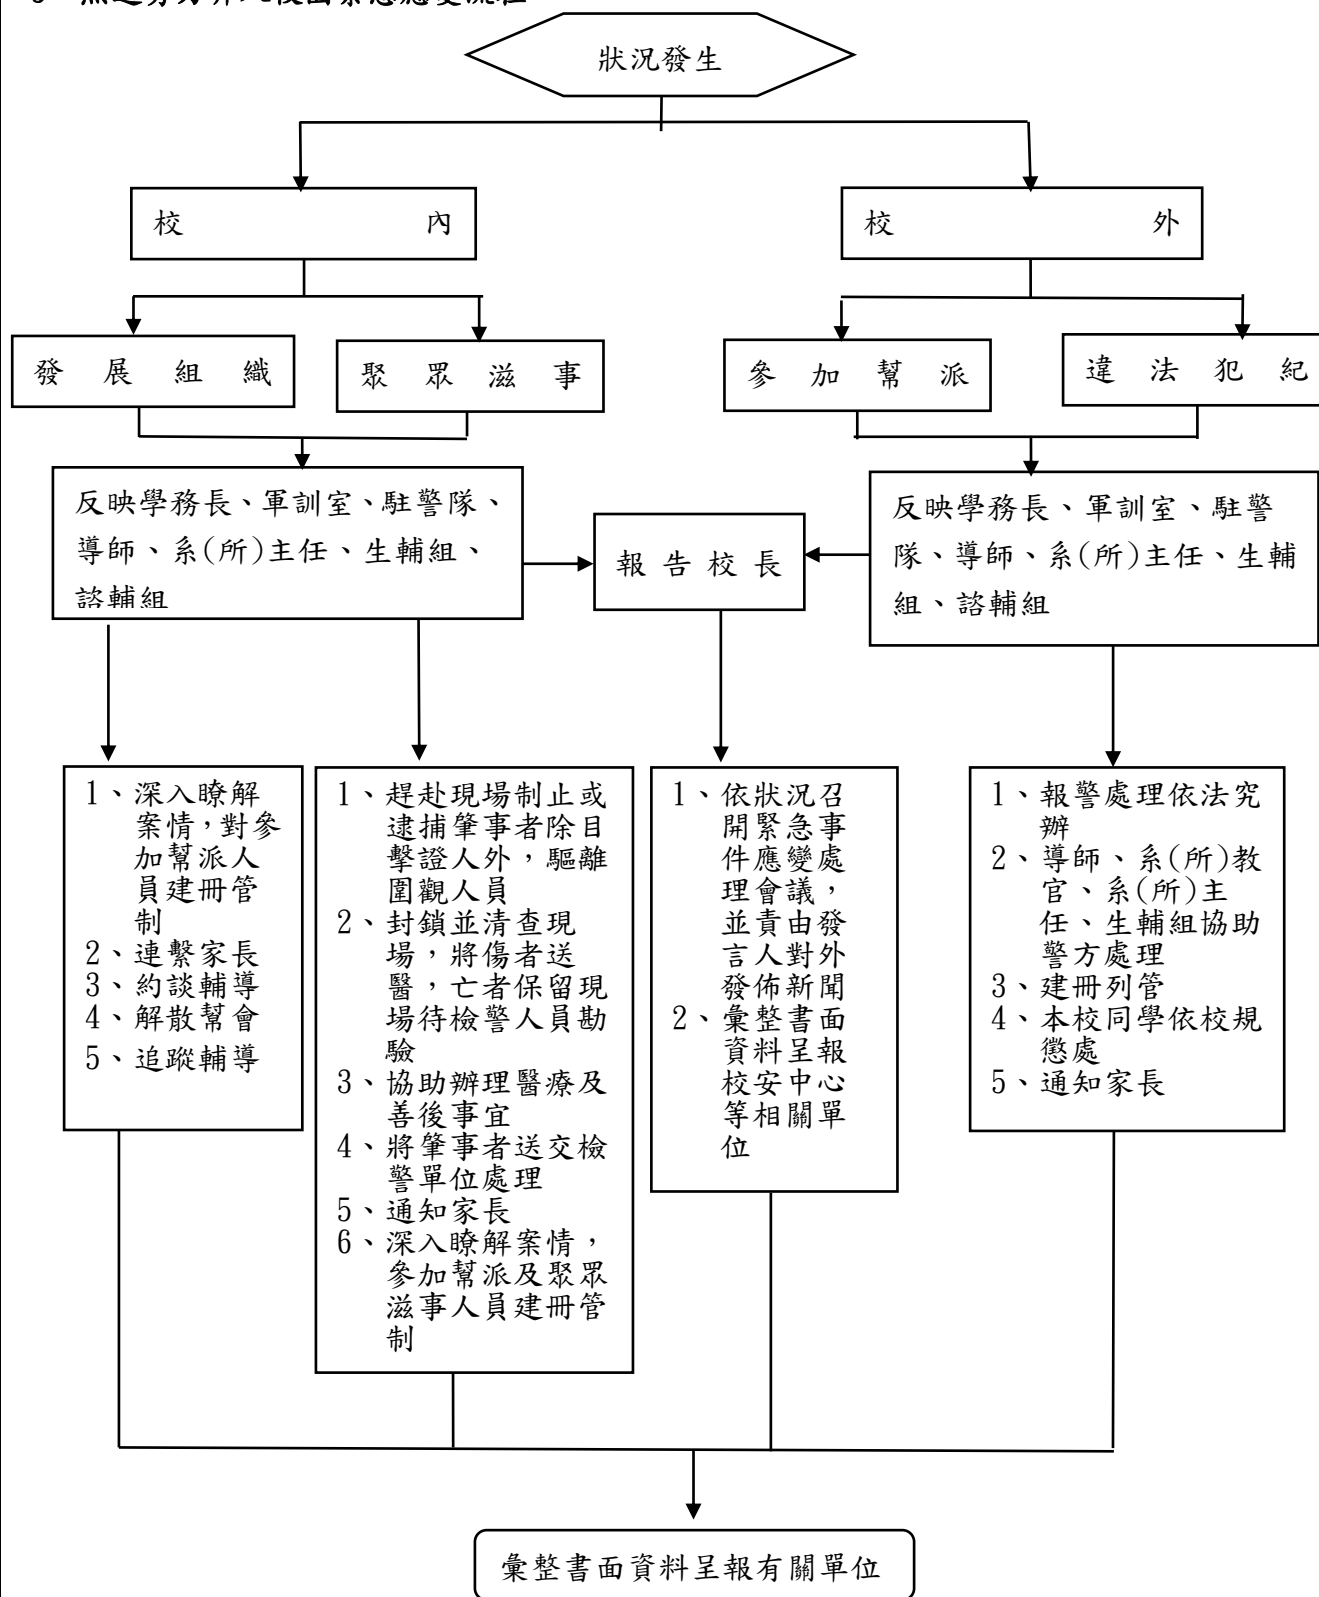 狀況發生
校 內
校 外
發 展 組 織
聚 眾 滋 事
參 加 幫 派
違 法 犯 紀
反映學務長、軍訓室、駐警隊、
導師、系(所)主任、生輔組、
諮輔組
報 告 校 長
反映學務長、軍訓室、駐警
隊、導師、系(所)主任、生輔
組、諮輔組
1、深入瞭解
案情,對參
加幫派人
員建冊管
制
2、連繫家長
3、約談輔導
4、解散幫會
5、追蹤輔導
1、趕赴現場制止或
逮捕肇事者除目
擊證人外，驅離
圍觀人員
2、封鎖並清查現
場，將傷者送
醫，亡者保留現
場待檢警人員勘
驗
3、協助辦理醫療及
善後事宜
4、將肇事者送交檢
警單位處理
5、通知家長
6、深入瞭解案情，
參加幫派及聚眾
滋事人員建冊管
制
1、依狀況召
開緊急事
件應變處
理會議，
並責由發
言人對外
發佈新聞
2、彙整書面
資料呈報
校安中心
等相關單
位
1、報警處理依法究
辦
2、導師、系(所)教
官、系(所)主
任、生輔組協助
警方處理
3、建冊列管
4、本校同學依校規
懲處
5、通知家長
彙整書面資料呈報有關單位